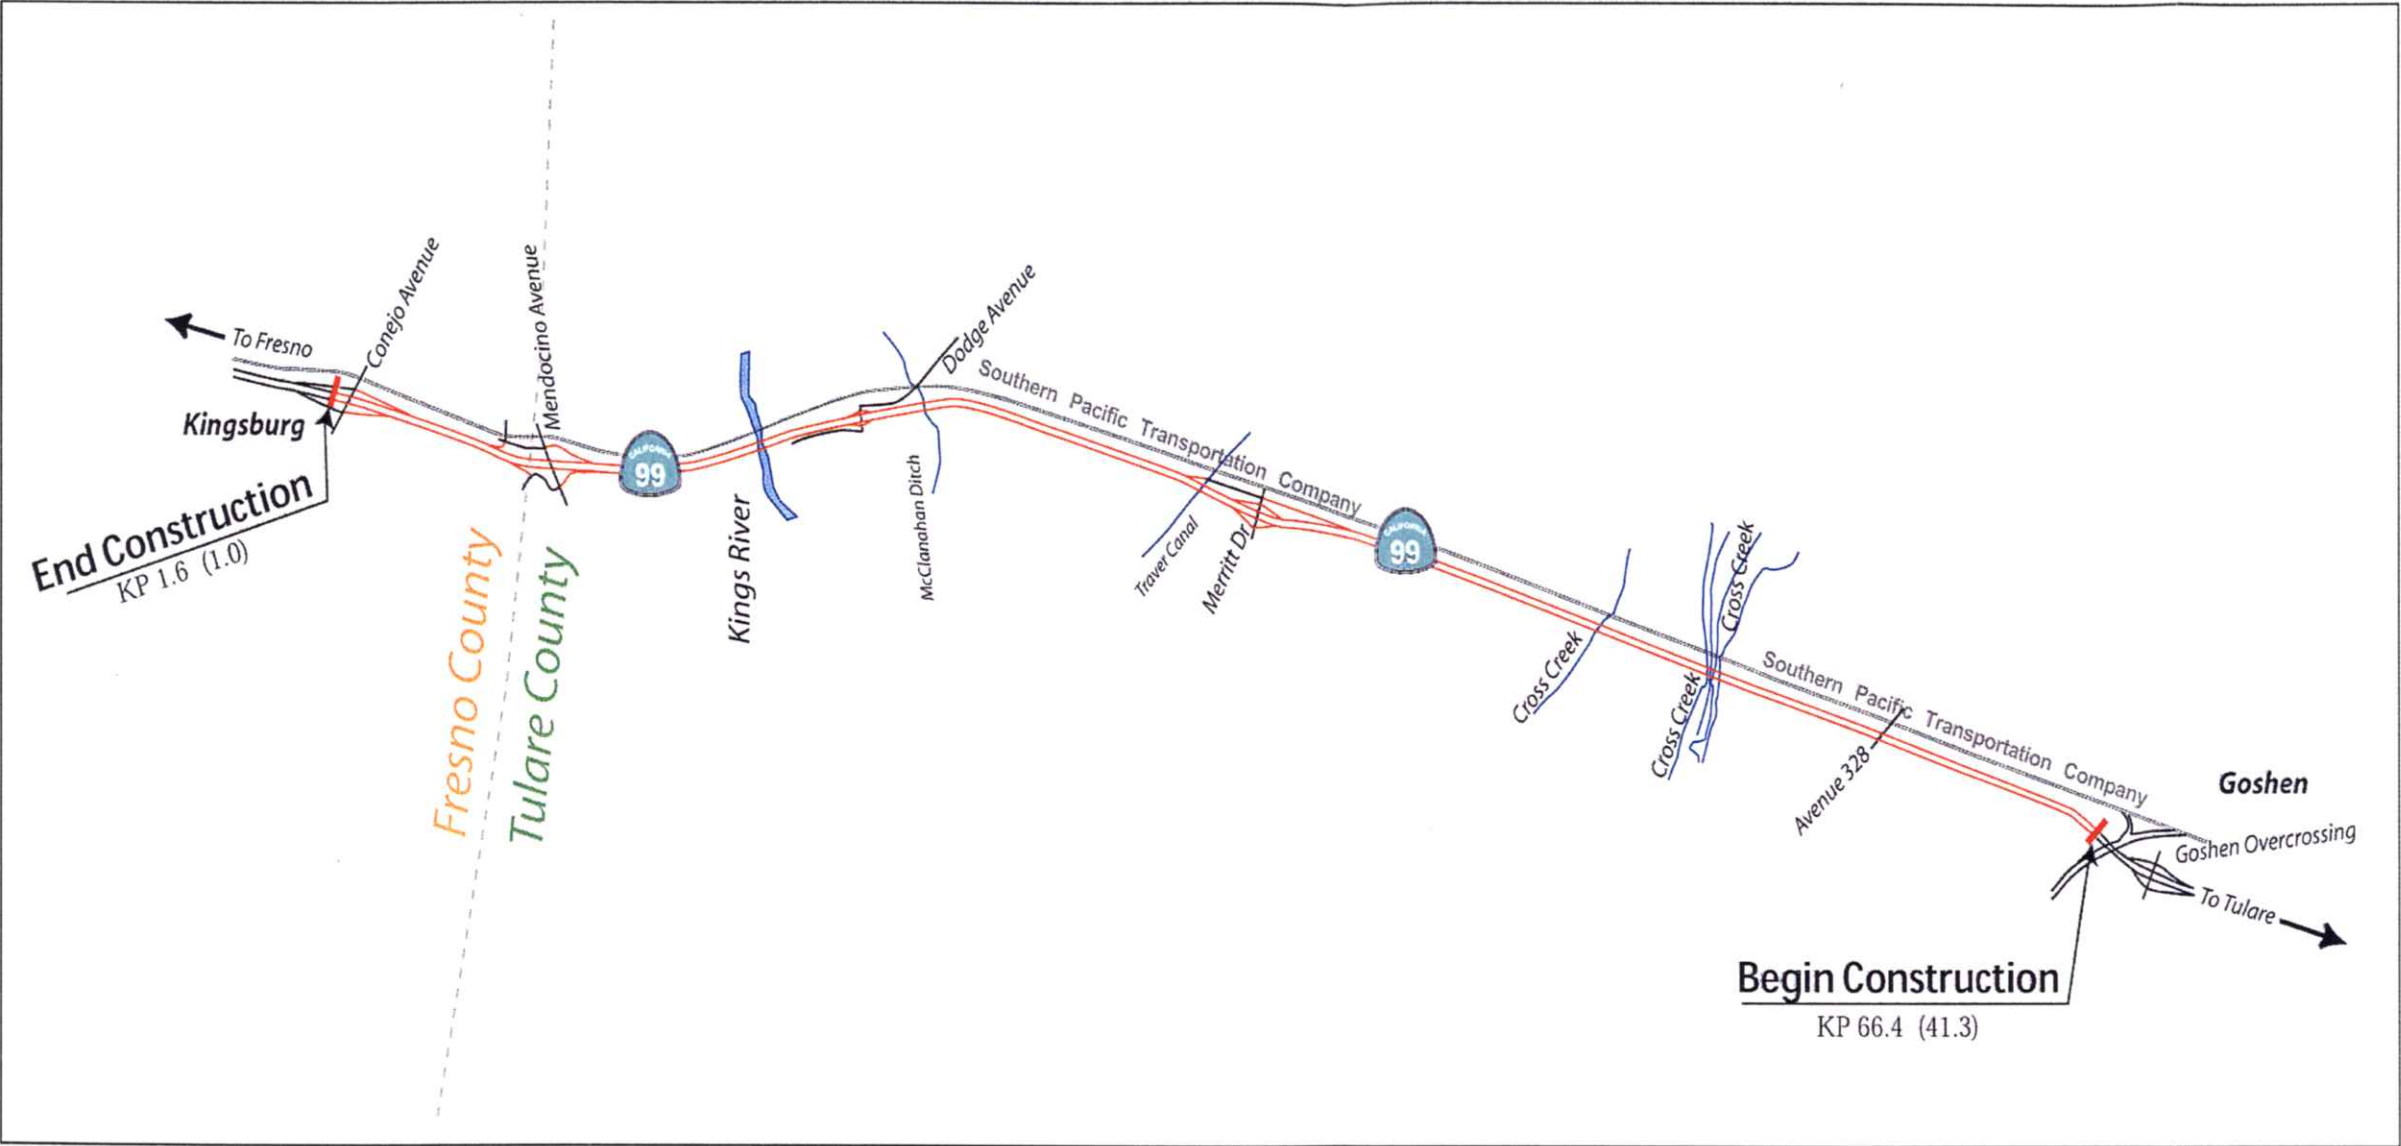 To Fresno
Conejo Avenue
Mendocino Avenue
Dodge Avenue
Southern Pacific Transportation Company
Kingsburg
CALIFORNIA
99
End Construction
KP 1.6 (1.0)
Fresno County
Tulare County
Kings River
McClanahan Ditch
Traver Canal
Merritt Dr
CALIFORNIA
99
Cross Creek
Cross Creek
Cross Creek
Southern Pacific Transportation Company
Avenue 328
Goshen
Goshen Overcrossing
To Tulare
Begin Construction
KP 66.4 (41.3)